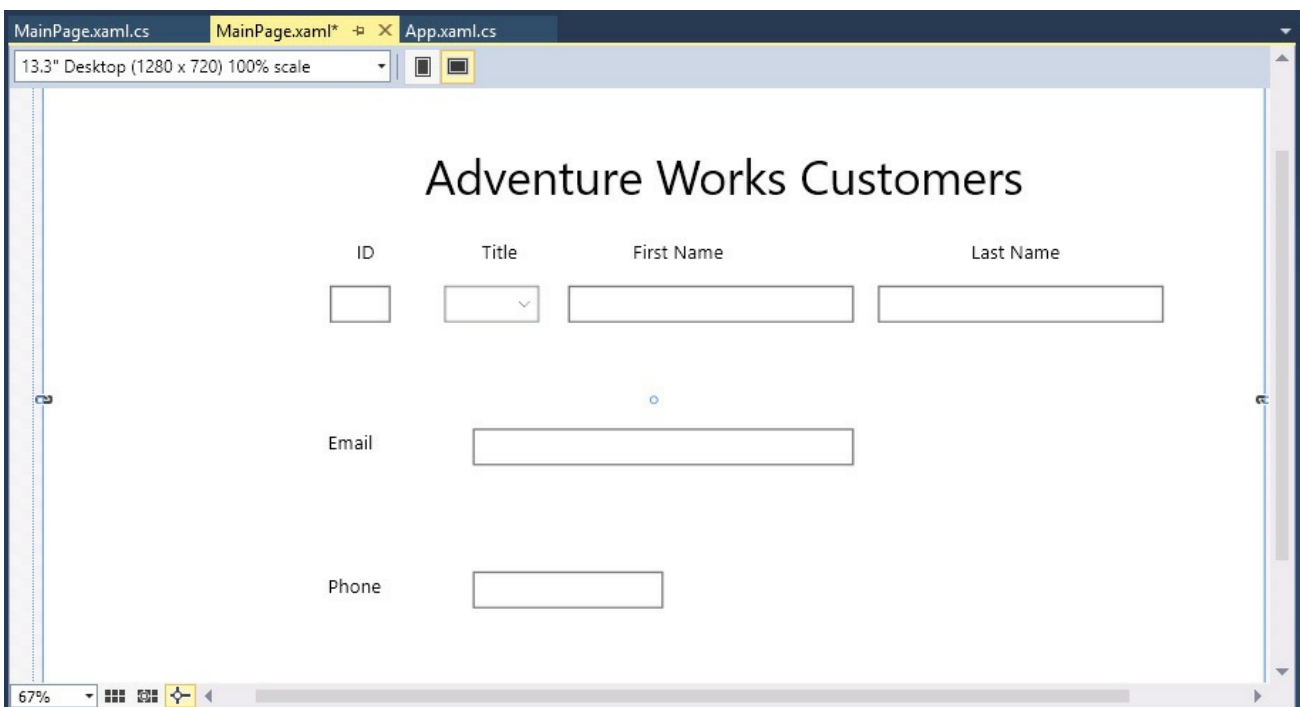 MainPage.xaml.cs MainPage.xaml* App.xaml.cs
13.3" Desktop (1280 x 720) 100% scale
Adventure Works Customers
ID Title First Name Last Name
Email
Phone
67%